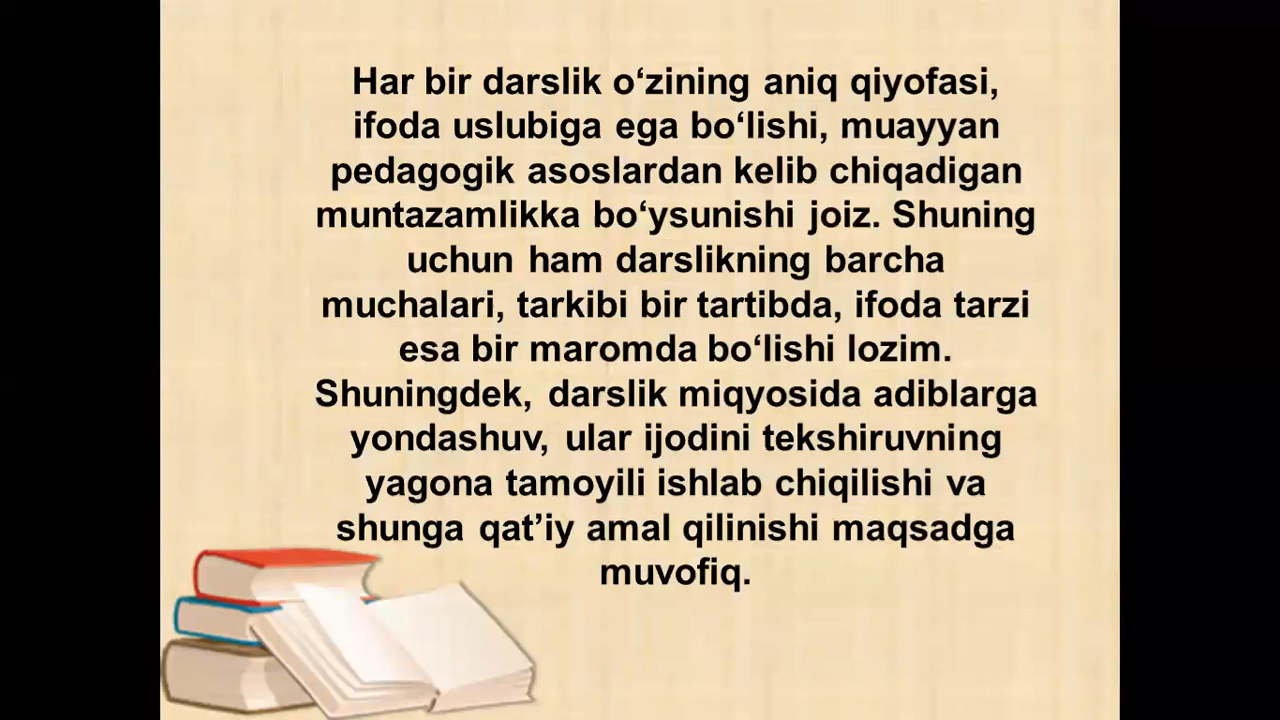 Har bir darslik o‘zining aniq qiyofasi,
ifoda uslubiga ega bo‘lishi, muayyan
pedagogik asoslardan kelib chiqadigan
muntazamlikka bo‘ysunishi joiz. Shuning
uchun ham darslikning barcha
muchalari, tarkibi bir tartibda, ifoda tarzi
esa bir maromda bo‘lishi lozim.
Shuningdek, darslik miqyosida adiblarga
yondashuv, ular ijodini tekshiruvning
yagona tamoyili ishlab chiqilishi va
shunga qat’iy amal qilinishi maqsadga
muvofiq.